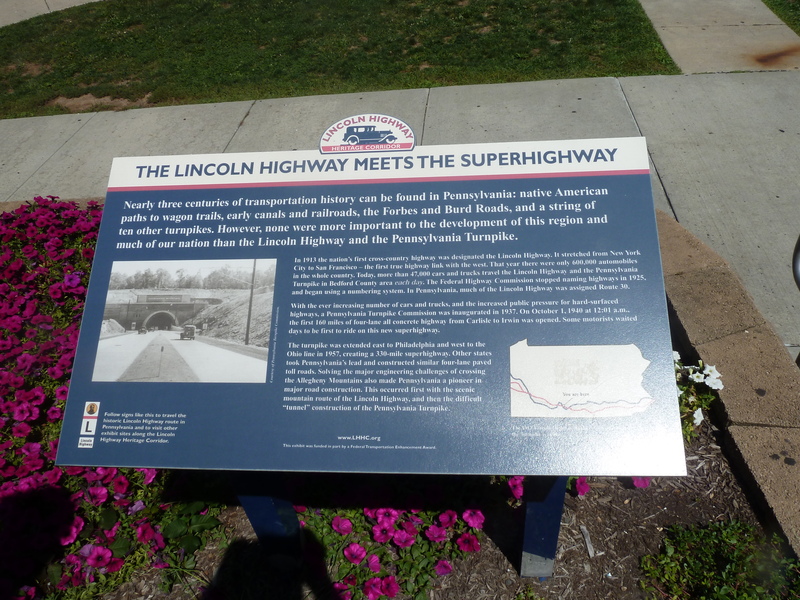 LINCOLN HIGHWAY
HERITAGE CORRIDOR
THE LINCOLN HIGHWAY MEETS THE SUPERHIGHWAY
Nearly three centuries of transportation history can be found in Pennsylvania: native American
paths to wagon trails, early canals and railroads, the Forbes and Burd Roads, and a string of
ten other turnpikes. However, none were more important to the development of this region and
much of our nation than the Lincoln Highway and the Pennsylvania Turnpike.
In 1913 the nation's first cross-country highway was designated the Lincoln Highway. It stretched from New York
City to San Francisco – the first true highway link with the west. That year there were only 600,000 automobiles
in the whole country. Today, more than 47,000 cars and trucks travel the Lincoln Highway and the Pennsylvania
Turnpike in Bedford County area each day. The Federal Highway Commission stopped naming highways in 1925,
and began using a numbering system. In Pennsylvania, much of the Lincoln Highway was assigned Route 30.
With the ever increasing number of cars and trucks, and the increased public pressure for hard-surfaced
highways, a Pennsylvania Turnpike Commission was inaugurated in 1937. On October 1, 1940 at 12:01 a.m.,
the first 160 miles of four-lane all concrete highway from Carlisle to Irwin was opened. Some motorists waited
days to be first to ride on this new superhighway.
The turnpike was extended east to Philadelphia and west to the
Ohio line in 1957, creating a 330-mile superhighway. Other states
took Pennsylvania's lead and constructed similar four-lane paved
toll roads. Solving the major engineering challenges of crossing
the Allegheny Mountains also made Pennsylvania a pioneer in
major road construction. This occurred first with the scenic
mountain route of the Lincoln Highway, and then the difficult
"tunnel" construction of the Pennsylvania Turnpike.
You are here
L
Lincoln
Highway
Follow signs like this to travel the
historic Lincoln Highway route in
Pennsylvania and to visit other
exhibit sites along the Lincoln
Highway Heritage Corridor.
www.LHHC.org
This exhibit was funded in part by a Federal Transportation Enhancement Award.